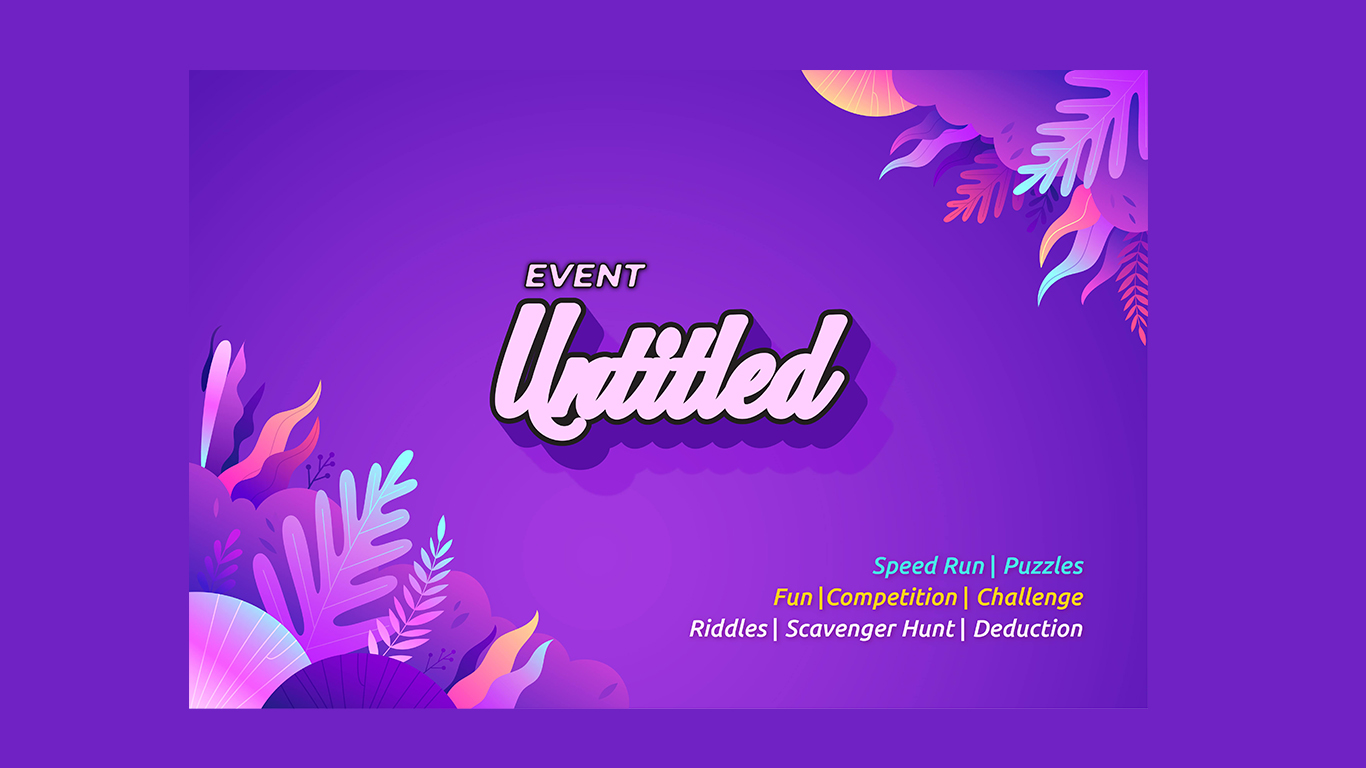 EVENT
Untitled
Speed Run | Puzzles
Fun |Competition | Challenge
Riddles | Scavenger Hunt | Deduction